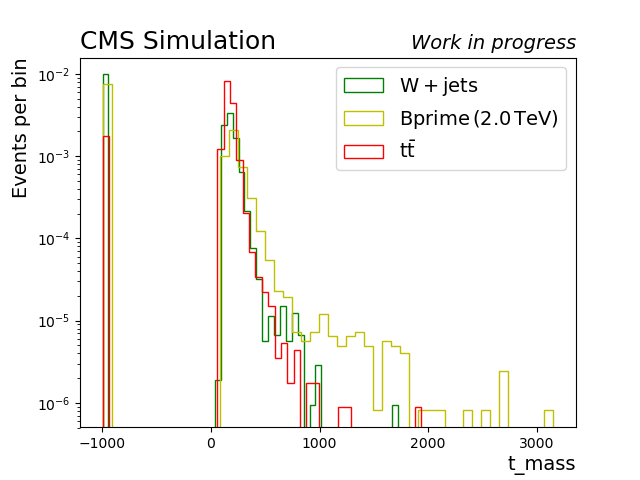 CMS Simulation Work in progress
Events per bin
10⁻²
10⁻³
10⁻⁴
10⁻⁵
10⁻⁶
W + jets
Bprime (2.0 TeV)
tt̄
−1000 0 1000 2000 3000
t_mass